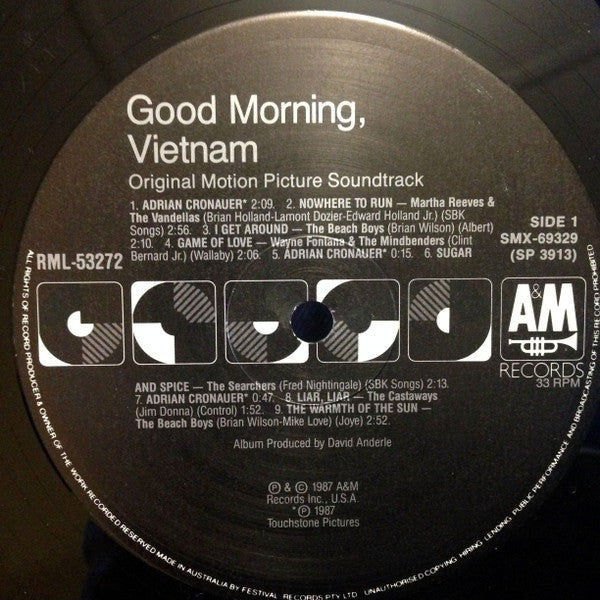 Good Morning,
Vietnam
Original Motion Picture Soundtrack
1. ADRIAN CRONAUER* 2:09. 2. NOWHERE TO RUN — Martha Reeves &
The Vandellas (Brian Holland-Lamont Dozier-Edward Holland Jr.) (SBK
Songs) 2:56. 3. I GET AROUND — The Beach Boys (Brian Wilson) (Albert)
2:10. 4. GAME OF LOVE — Wayne Fontana & The Mindbenders (Clint
Bernard Jr.) (Wallaby) 2:06. 5. ADRIAN CRONAUER* 0:15. 6. SUGAR
SIDE 1
SMX-69329
(SP 3913)
RML-53272
A&M
RECORDS
33 RPM
AND SPICE — The Searchers (Fred Nightingale) (SBK Songs) 2:13.
7. ADRIAN CRONAUER* 0:47. 8. LIAR, LIAR — The Castaways
(Jim Donna) (Control) 1:52. 9. THE WARMTH OF THE SUN —
The Beach Boys (Brian Wilson-Mike Love) (Joye) 2:52.
Album Produced by David Anderle
℗ & © 1987 A&M
Records Inc., U.S.A.
*℗ 1987
Touchstone Pictures
ALL RIGHTS OF RECORD PRODUCER & OWNER OF THE WORK RECORDED RESERVED MADE IN AUSTRALIA BY FESTIVAL RECORDS PTY LTD UNAUTHORISED COPYING, HIRING, LENDING, PUBLIC PERFORMANCE AND BROADCASTING OF THIS RECORD PROHIBITED